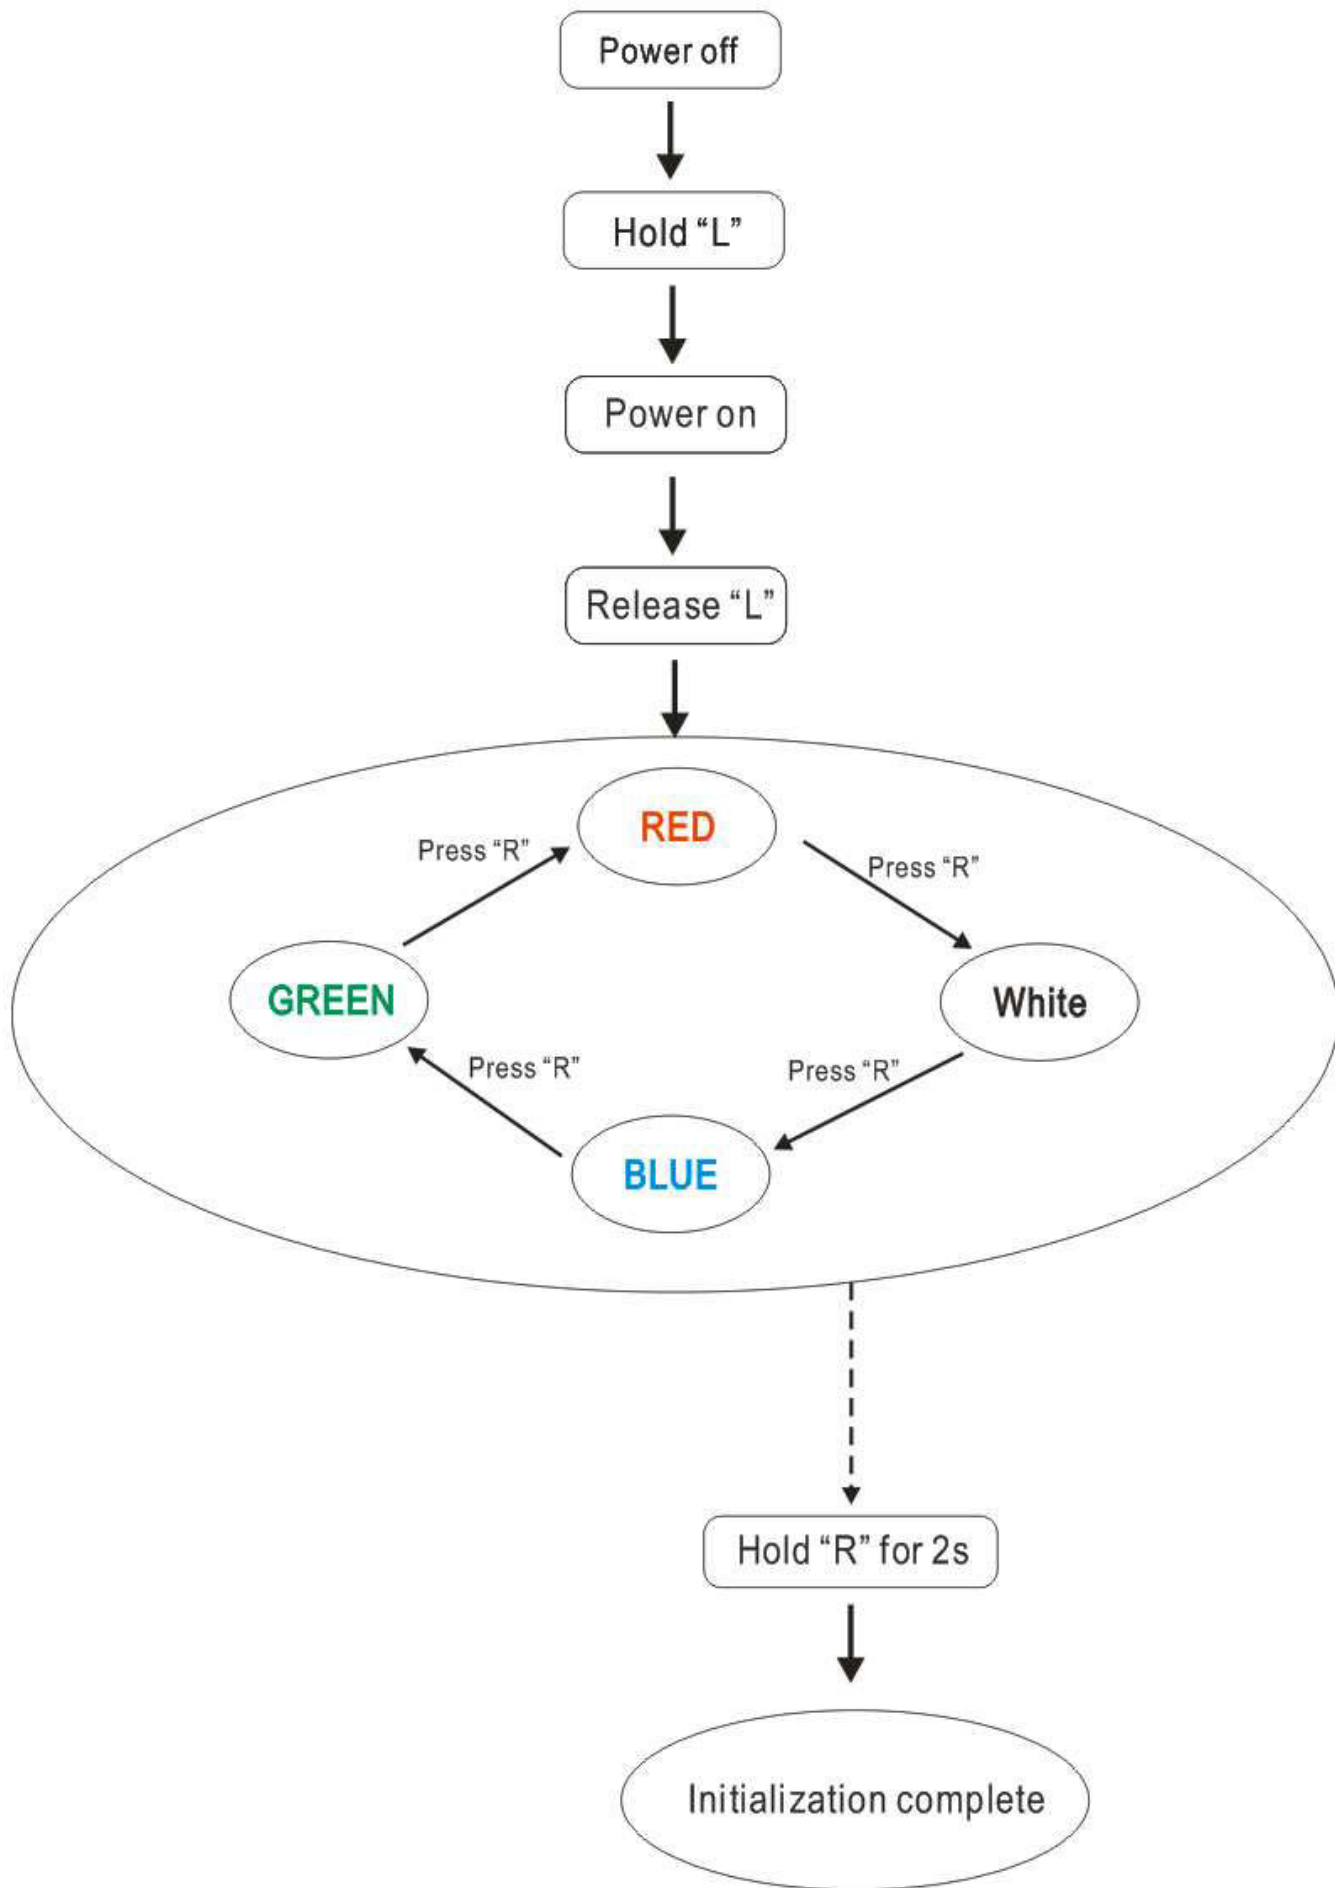 Power off
Hold “L”
Power on
Release “L”
RED
Press “R”
Press “R”
GREEN
White
Press “R”
Press “R”
BLUE
Hold “R” for 2s
Initialization complete